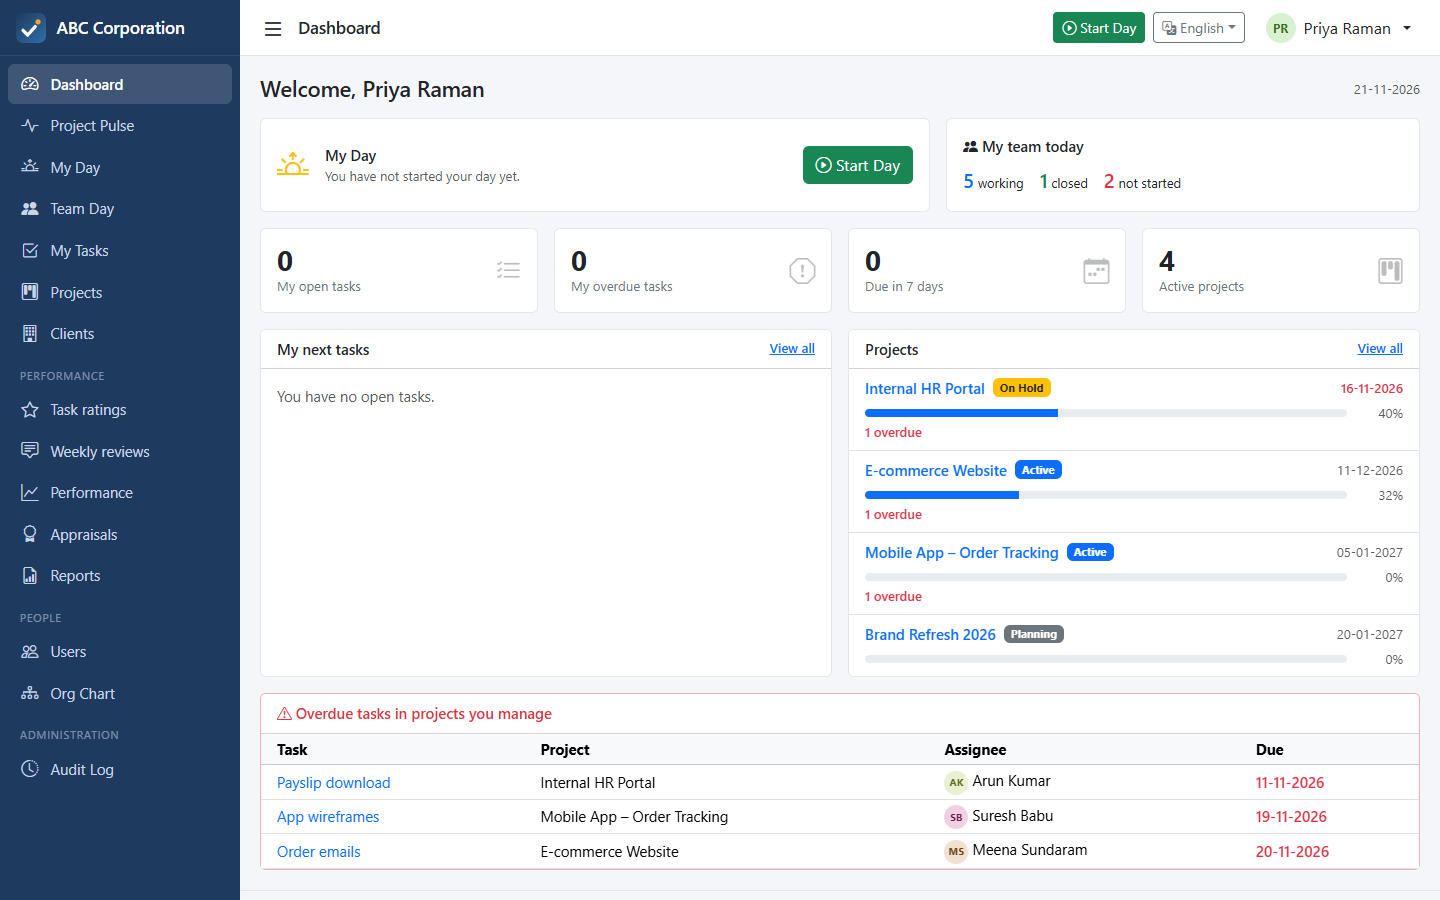 ABC Corporation
Dashboard
Start Day
English
PR
Priya Raman
Dashboard
Project Pulse
My Day
Team Day
My Tasks
Projects
Clients
PERFORMANCE
Task ratings
Weekly reviews
Performance
Appraisals
Reports
PEOPLE
Users
Org Chart
ADMINISTRATION
Audit Log
Welcome, Priya Raman
21-11-2026
My Day
You have not started your day yet.
Start Day
My team today
5 working 1 closed 2 not started
0
My open tasks
0
My overdue tasks
0
Due in 7 days
4
Active projects
My next tasks
View all
You have no open tasks.
Projects
View all
Internal HR Portal On Hold 16-11-2026
40%
1 overdue
E-commerce Website Active 11-12-2026
32%
1 overdue
Mobile App – Order Tracking Active 05-01-2027
0%
1 overdue
Brand Refresh 2026 Planning 20-01-2027
0%
Overdue tasks in projects you manage
Task Project Assignee Due
Payslip download Internal HR Portal AK Arun Kumar 11-11-2026
App wireframes Mobile App – Order Tracking SB Suresh Babu 19-11-2026
Order emails E-commerce Website MS Meena Sundaram 20-11-2026